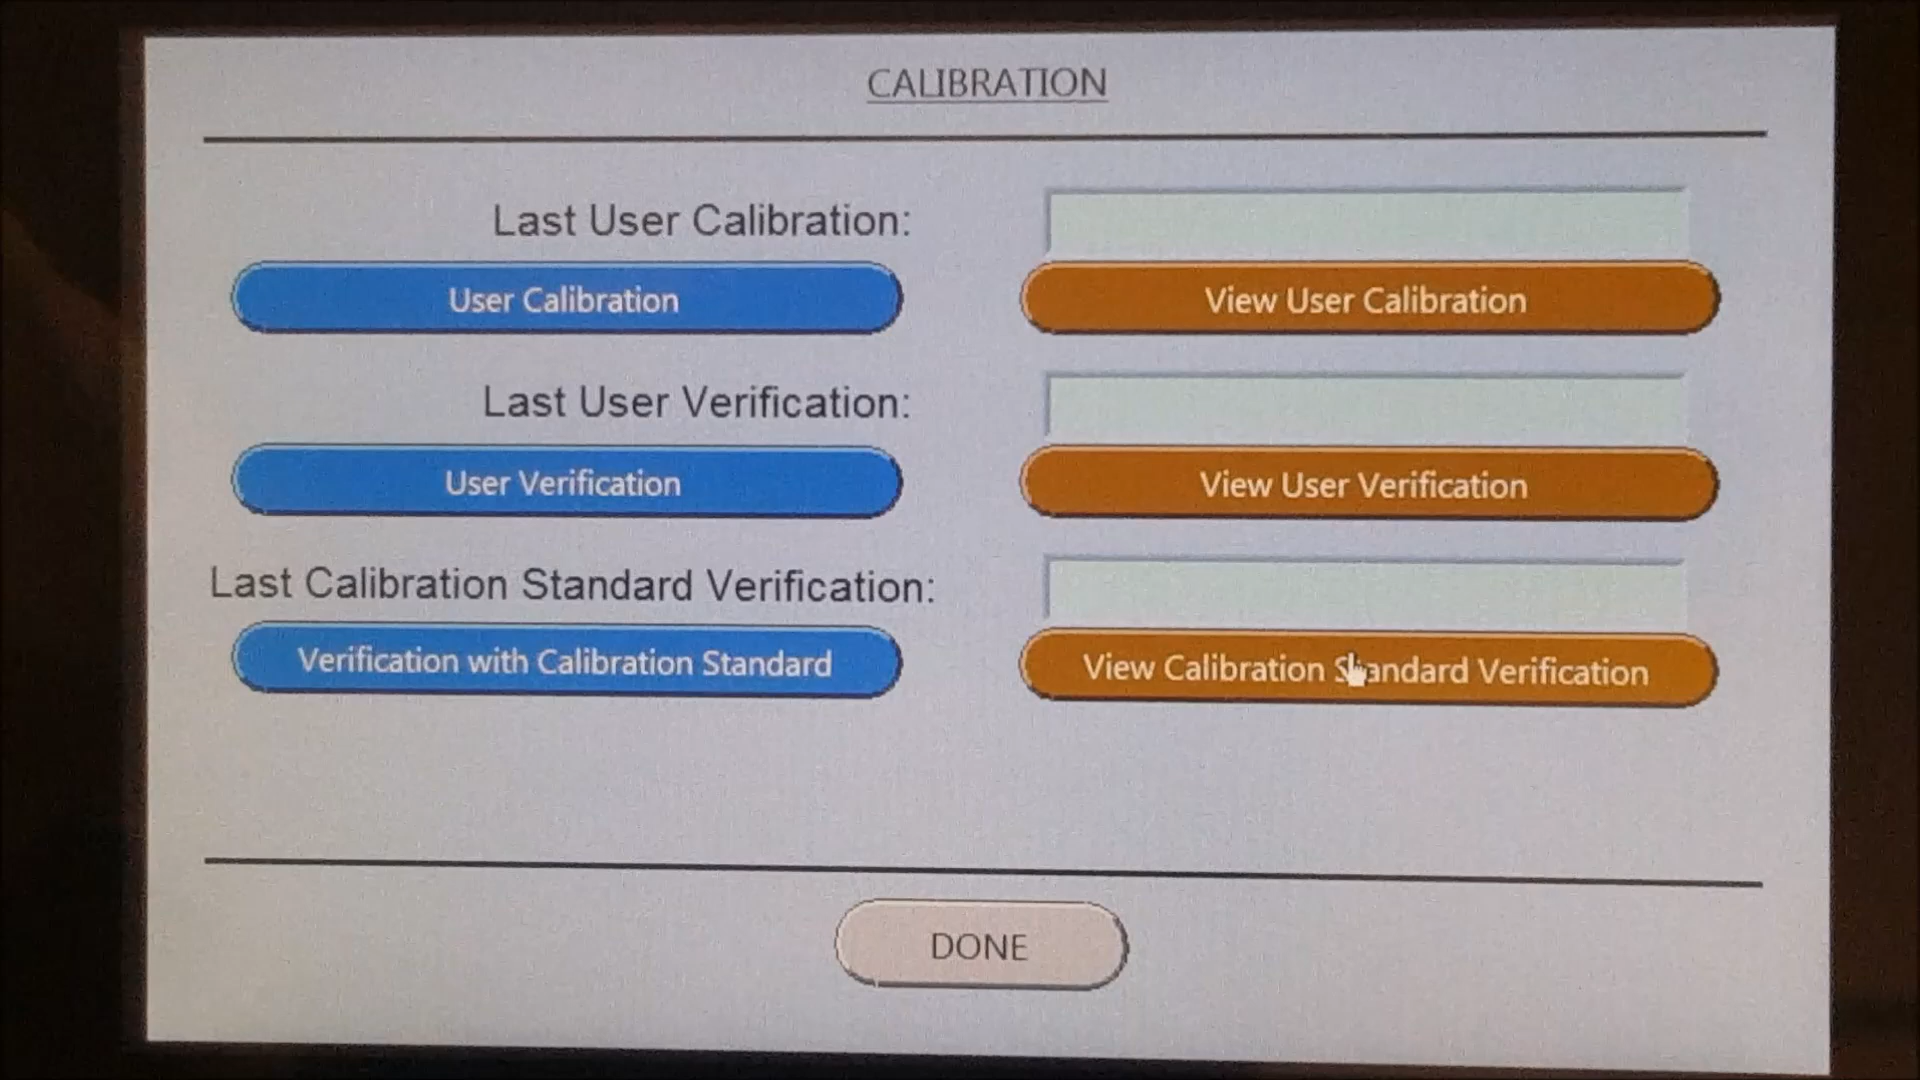 CALIBRATION
Last User Calibration:
User Calibration
View User Calibration
Last User Verification:
User Verification
View User Verification
Last Calibration Standard Verification:
Verification with Calibration Standard
View Calibration Standard Verification
DONE